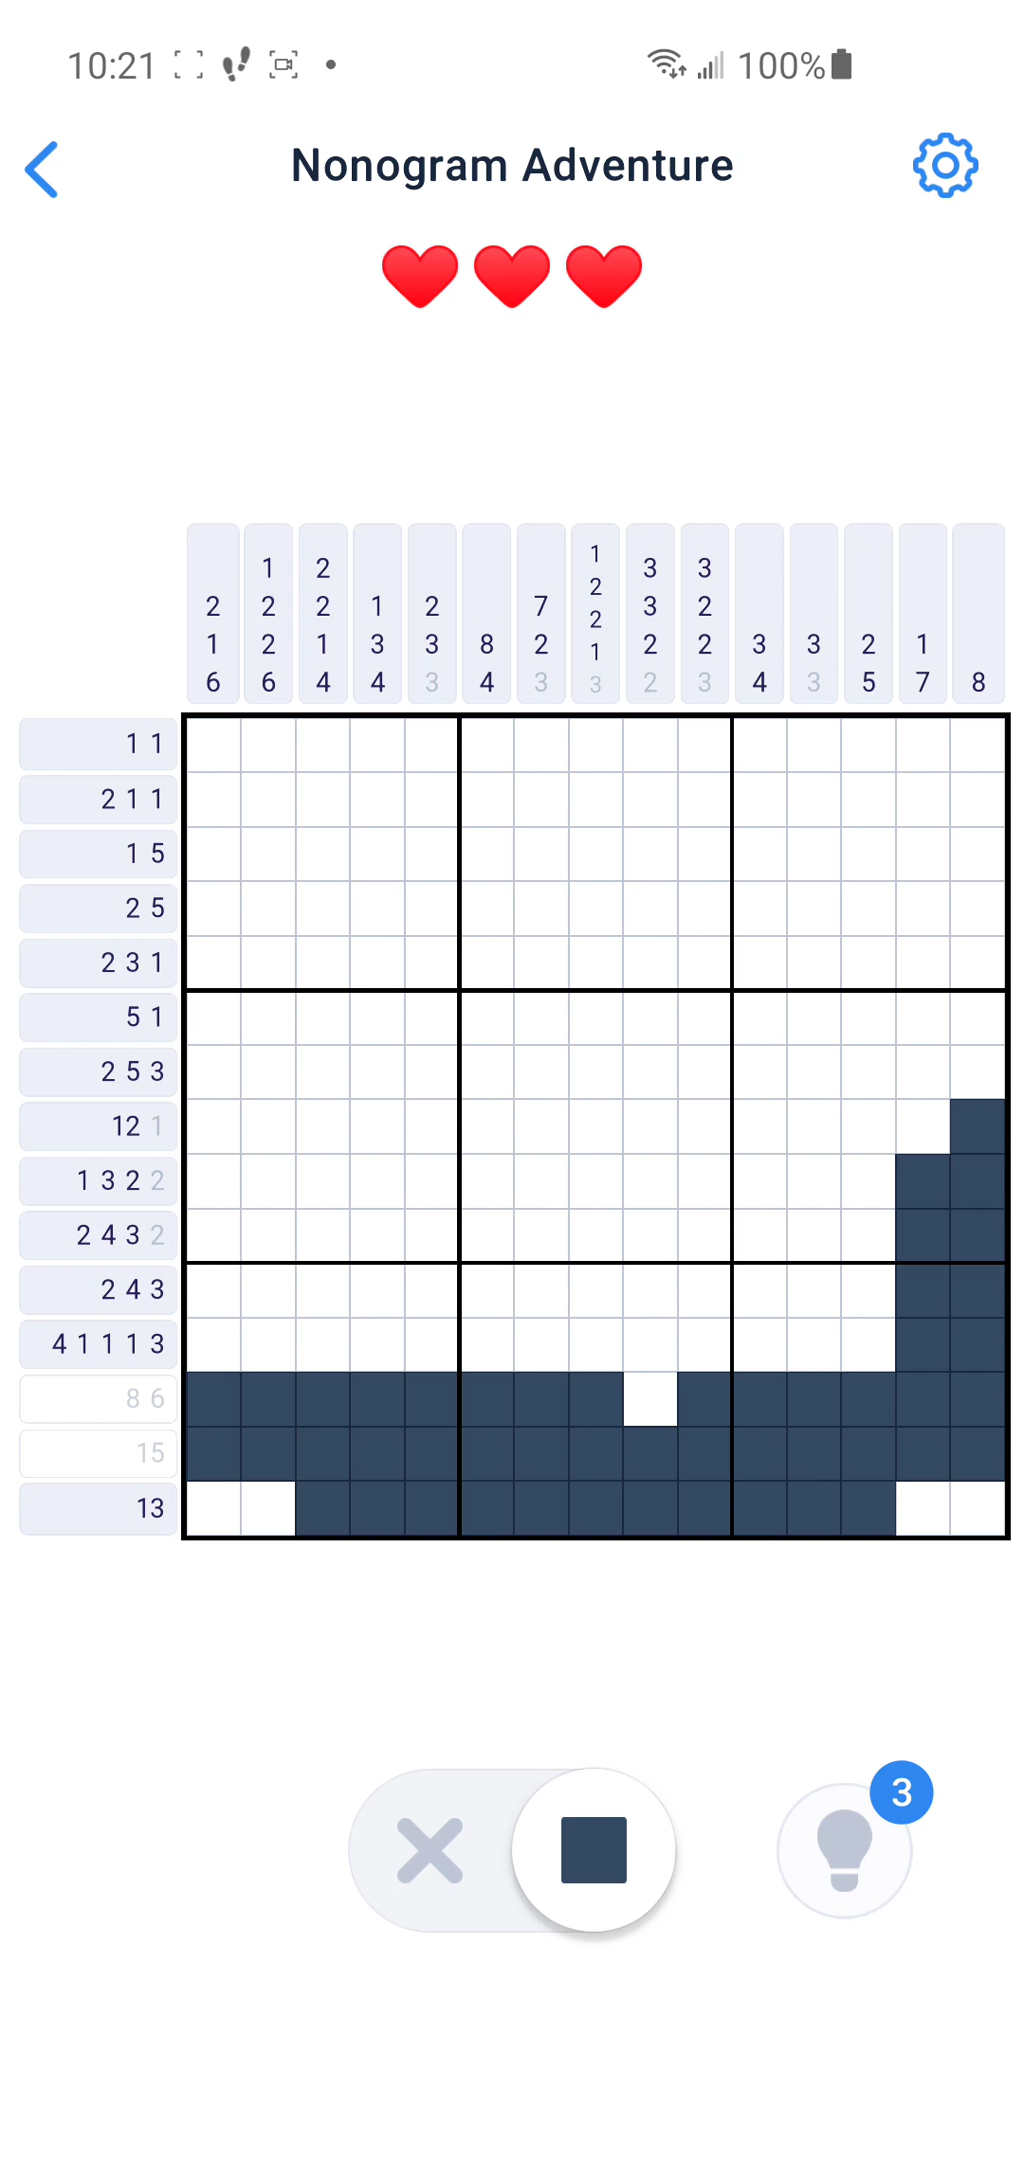 10:21 100%
Nonogram Adventure
1 2 2 1
1 2 2 1 3 3
2 2 2 1 2 7 2 3 2
1 2 1 3 3 8 2 1 2 2 3 3 2 1
6 6 4 4 3 4 3 3 2 3 4 3 5 7 8
1 1
2 1 1
1 5
2 5
2 3 1
5 1
2 5 3
12 1
1 3 2 2
2 4 3 2
2 4 3
4 1 1 1 3
8 6
15
13
3